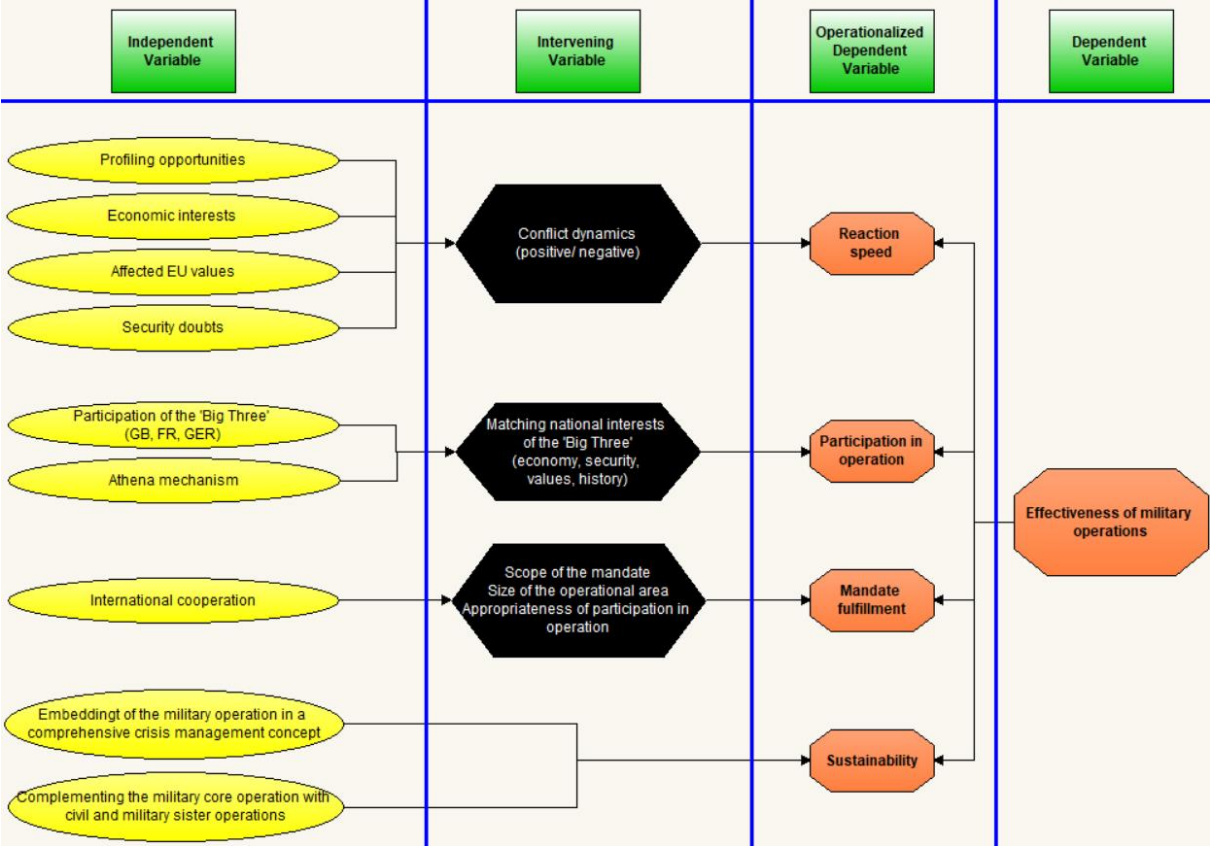 Independent
Variable
Intervening
Variable
Operationalized
Dependent
Variable
Dependent
Variable
Profiling opportunities
Economic interests
Affected EU values
Security doubts
Conflict dynamics
(positive/ negative)
Reaction
speed
Participation of the 'Big Three'
(GB, FR, GER)
Athena mechanism
Matching national interests
of the 'Big Three'
(economy, security,
values, history)
Participation in
operation
Effectiveness of military
operations
International cooperation
Scope of the mandate
Size of the operational area
Appropriateness of participation in
operation
Mandate
fulfillment
Embeddingt of the military operation in a
comprehensive crisis management concept
Complementing the military core operation with
civil and military sister operations
Sustainability